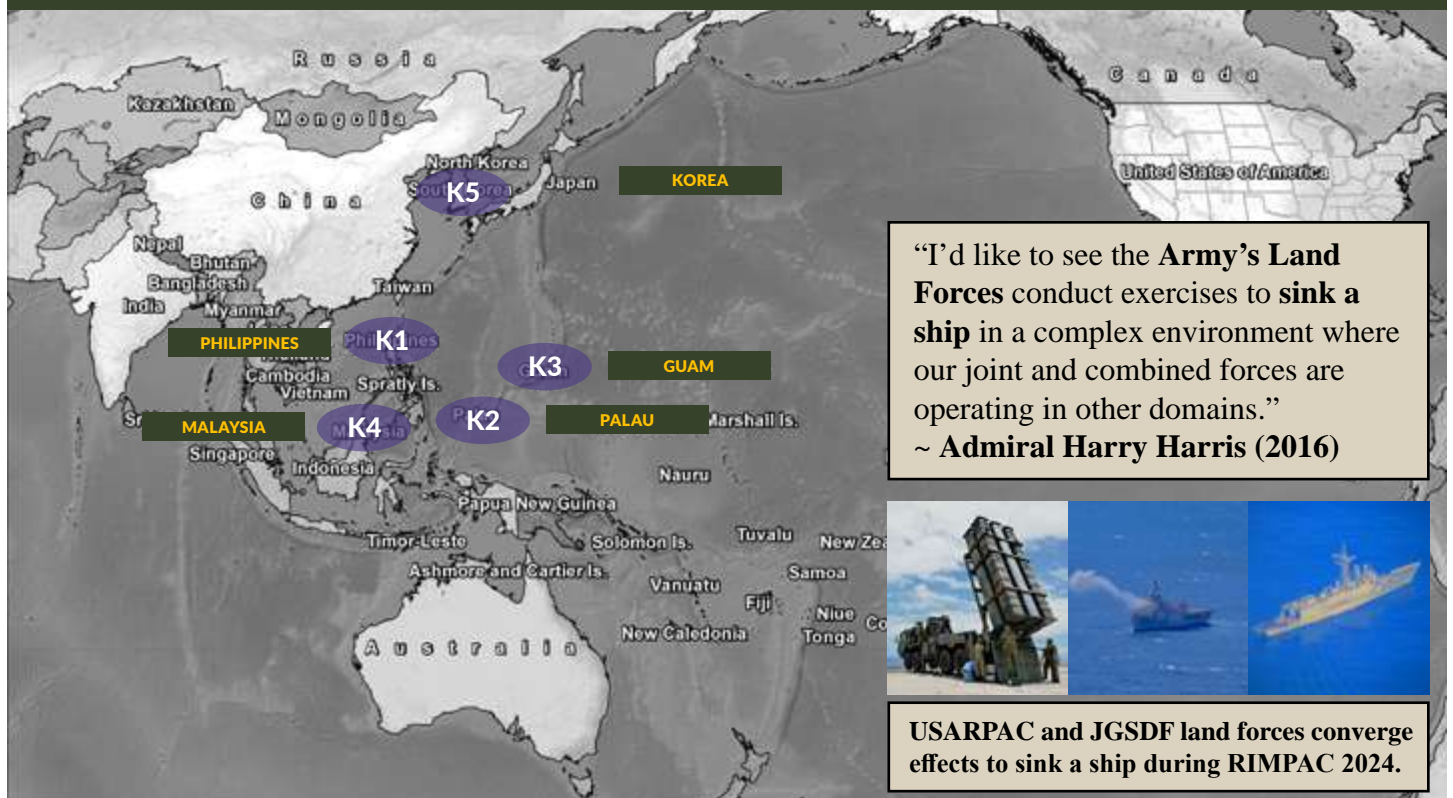 Russia
Canada
Kazakhstan
Mongolia
North Korea
K5
Japan
KOREA
United States of America
China
Nepal
Bhutan
Bangladesh
Taiwan
India
Myanmar
PHILIPPINES
K1
K3
GUAM
Cambodia
Vietnam
Spratly Is.
MALAYSIA
K4
K2
PALAU
Marshall Is.
Singapore
Indonesia
Nauru
Papua New Guinea
Timor-Leste
Solomon Is.
Tuvalu
Ashmore and Cartier Is.
Vanuatu
Samoa
Fiji
Niue
New Caledonia
Tonga
Australia
“I’d like to see the Army’s Land
Forces conduct exercises to sink a
ship in a complex environment where
our joint and combined forces are
operating in other domains.”
~ Admiral Harry Harris (2016)
USARPAC and JGSDF land forces converge
effects to sink a ship during RIMPAC 2024.